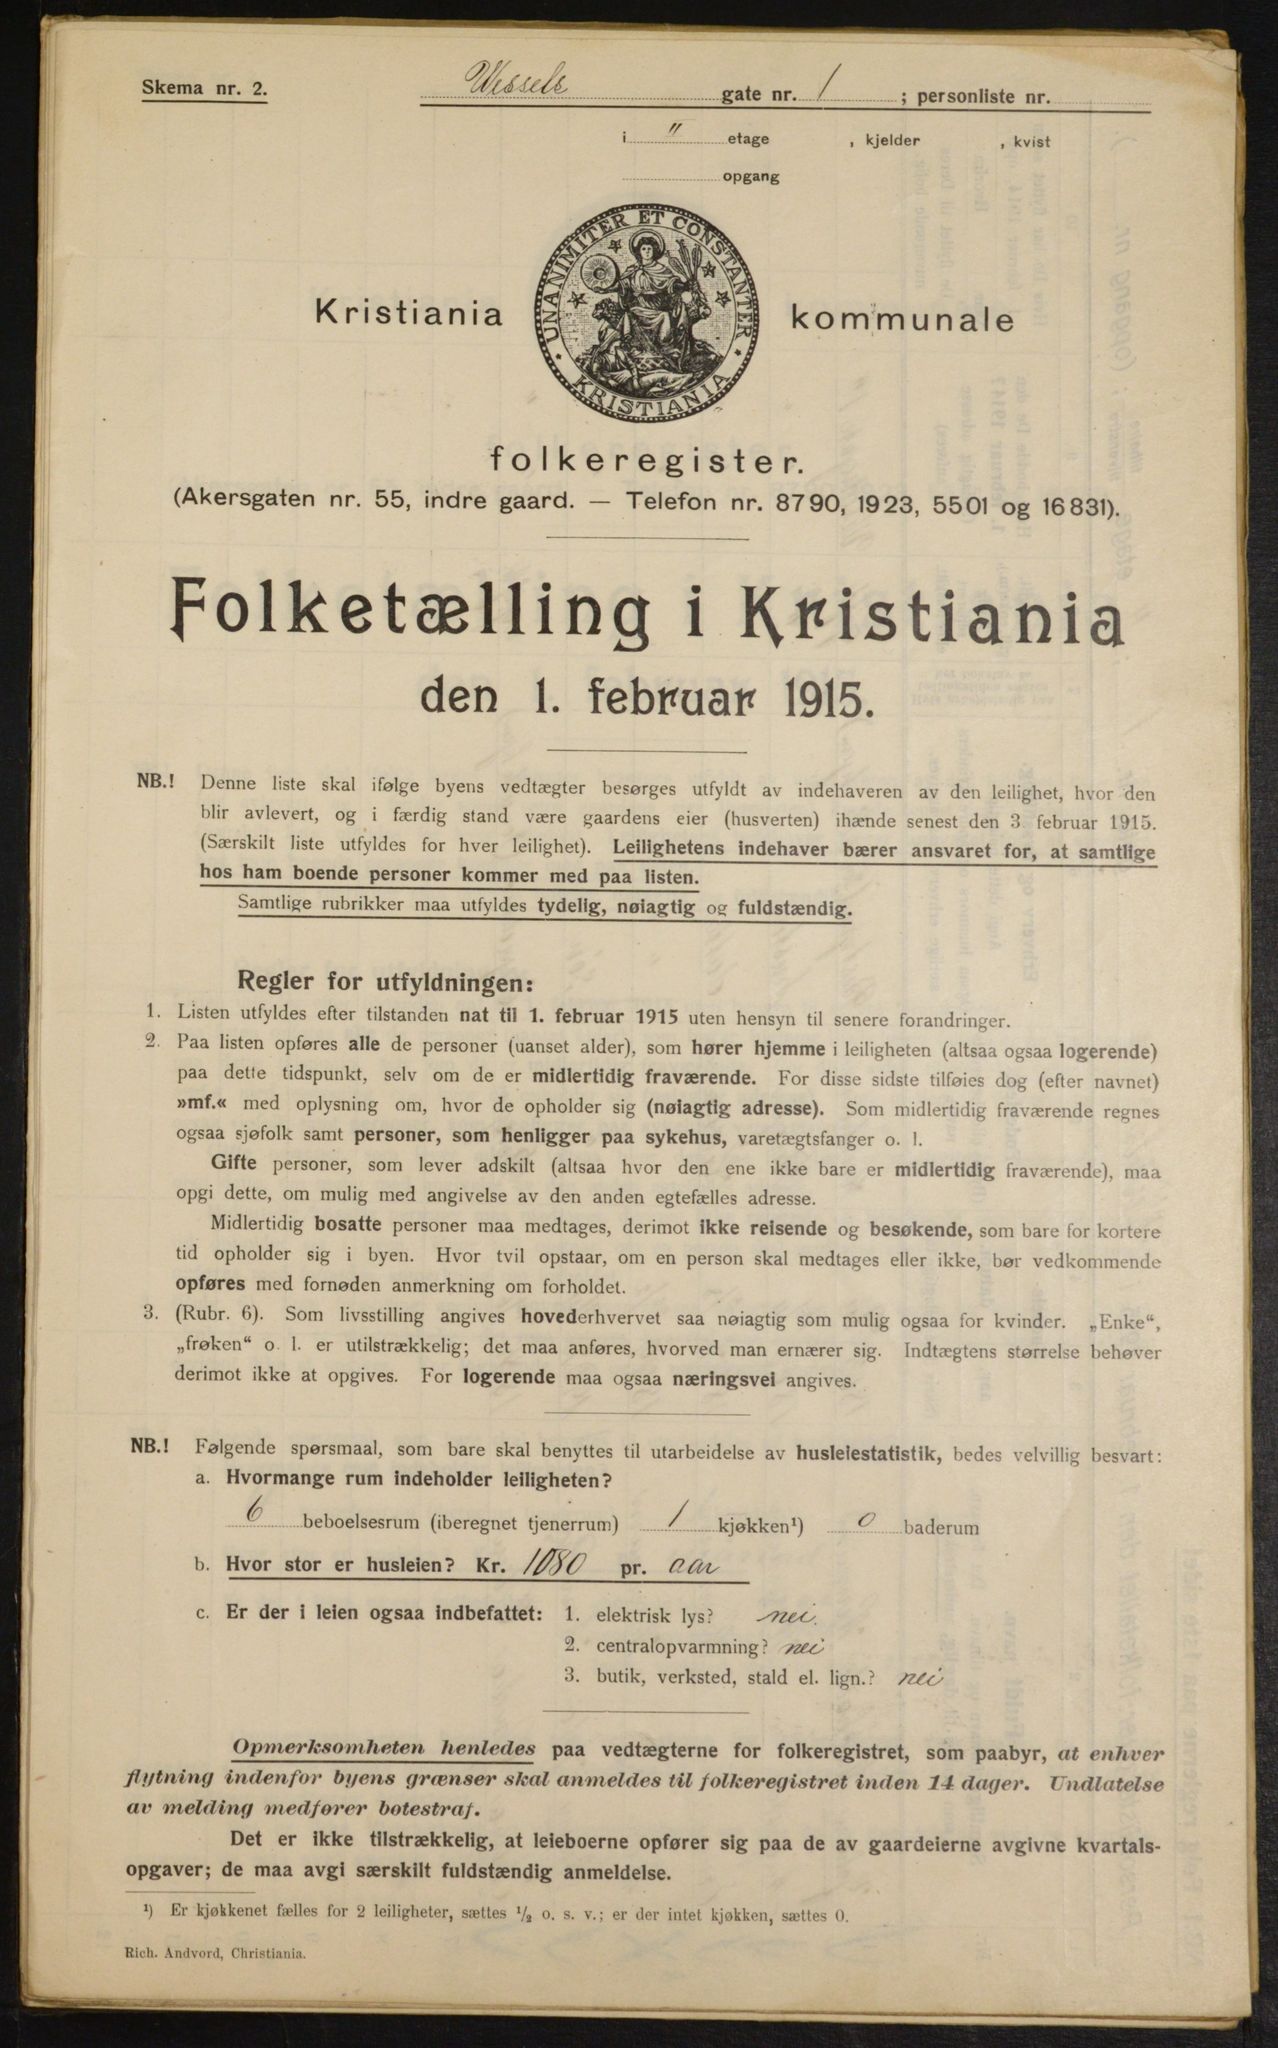 Skema nr. 2.
Wessels gate nr. 1; personliste nr.
i " etage , kjelder , kvist
opgang
UNANIMITER ET CONSTANTER
KRISTIANIA
Kristiania kommunale
folkeregister.
(Akersgaten nr. 55, indre gaard. — Telefon nr. 8790, 1923, 5501 og 16831).
Folketælling i Kristiania
den 1. februar 1915.
NB.! Denne liste skal ifølge byens vedtægter besørges utfyldt av indehaveren av den leilighet, hvor den
blir avlevert, og i færdig stand være gaardens eier (husverten) ihænde senest den 3 februar 1915.
(Særskilt liste utfyldes for hver leilighet). Leilighetens indehaver bærer ansvaret for, at samtlige
hos ham boende personer kommer med paa listen.
Samtlige rubrikker maa utfyldes tydelig, nøiagtig og fuldstændig.
Regler for utfyldningen:
1. Listen utfyldes efter tilstanden nat til 1. februar 1915 uten hensyn til senere forandringer.
2. Paa listen opføres alle de personer (uanset alder), som hører hjemme i leiligheten (altsaa ogsaa logerende)
paa dette tidspunkt, selv om de er midlertidig fraværende. For disse sidste tilføies dog (efter navnet)
»mf.« med oplysning om, hvor de opholder sig (nøiagtig adresse). Som midlertidig fraværende regnes
ogsaa sjøfolk samt personer, som henligger paa sykehus, varetægtsfanger o. l.
Gifte personer, som lever adskilt (altsaa hvor den ene ikke bare er midlertidig fraværende), maa
opgi dette, om mulig med angivelse av den anden egtefælles adresse.
Midlertidig bosatte personer maa medtages, derimot ikke reisende og besøkende, som bare for kortere
tid opholder sig i byen. Hvor tvil opstaar, om en person skal medtages eller ikke, bør vedkommende
opføres med fornøden anmerkning om forholdet.
3. (Rubr. 6). Som livsstilling angives hovederhvervet saa nøiagtig som mulig ogsaa for kvinder. „Enke“,
„frøken“ o. l. er utilstrækkelig; det maa anføres, hvorved man ernærer sig. Indtægtens størrelse behøver
derimot ikke at opgives. For logerende maa ogsaa næringsvei angives.
NB.! Følgende spørsmaal, som bare skal benyttes til utarbeidelse av husleiestatistik, bedes velvillig besvart:
a. Hvormange rum indeholder leiligheten?
6 beboelsesrum (iberegnet tjenerrum) 1 kjøkken¹) 0 baderum
b. Hvor stor er husleien? Kr. 1080 pr. aar
c. Er der i leien ogsaa indbefattet: 1. elektrisk lys? nei.
2. centralopvarmning? nei
3. butik, verksted, stald el. lign.? nei
Opmerksomheten henledes paa vedtægterne for folkeregistret, som paabyr, at enhver
flytning indenfor byens grænser skal anmeldes til folkeregistret inden 14 dager. Undlatelse
av melding medfører botestraf.
Det er ikke tilstrækkelig, at leieboerne opfører sig paa de av gaardeierne avgivne kvartals-
opgaver; de maa avgi særskilt fuldstændig anmeldelse.
¹) Er kjøkkenet fælles for 2 leiligheter, sættes ½ o. s. v.; er der intet kjøkken, sættes 0.
Rich. Andvord, Christiania.